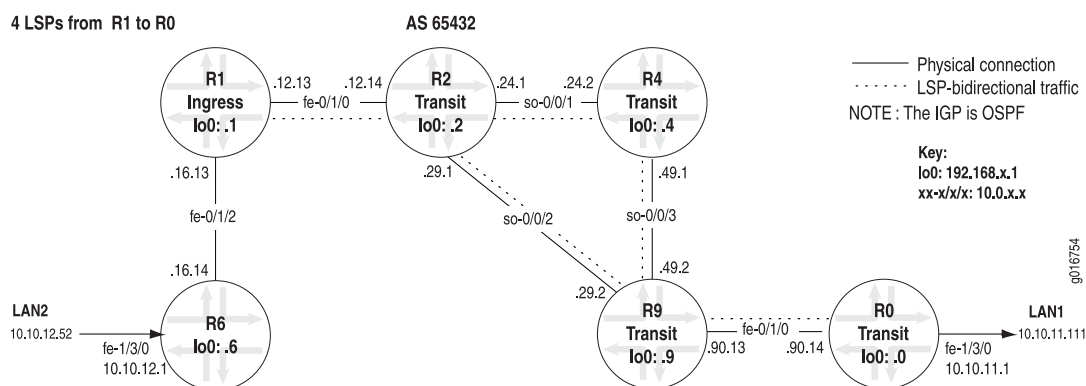 4 LSPs from R1 to R0
AS 65432
R1
Ingress
lo0: .1
.12.13
fe-0/1/0
.12.14
R2
Transit
lo0: .2
.24.1
so-0/0/1
.24.2
R4
Transit
lo0: .4
Physical connection
LSP-bidirectional traffic
NOTE : The IGP is OSPF
Key:
lo0: 192.168.x.1
xx-x/x/x: 10.0.x.x
.16.13
fe-0/1/2
.16.14
.29.1
so-0/0/2
.29.2
.49.1
so-0/0/3
.49.2
LAN2
10.10.12.52
fe-1/3/0
10.10.12.1
R6
lo0: .6
R9
Transit
lo0: .9
fe-0/1/0
.90.13
.90.14
R0
Transit
lo0: .0
LAN1
10.10.11.111
fe-1/3/0
10.10.11.1
g016754